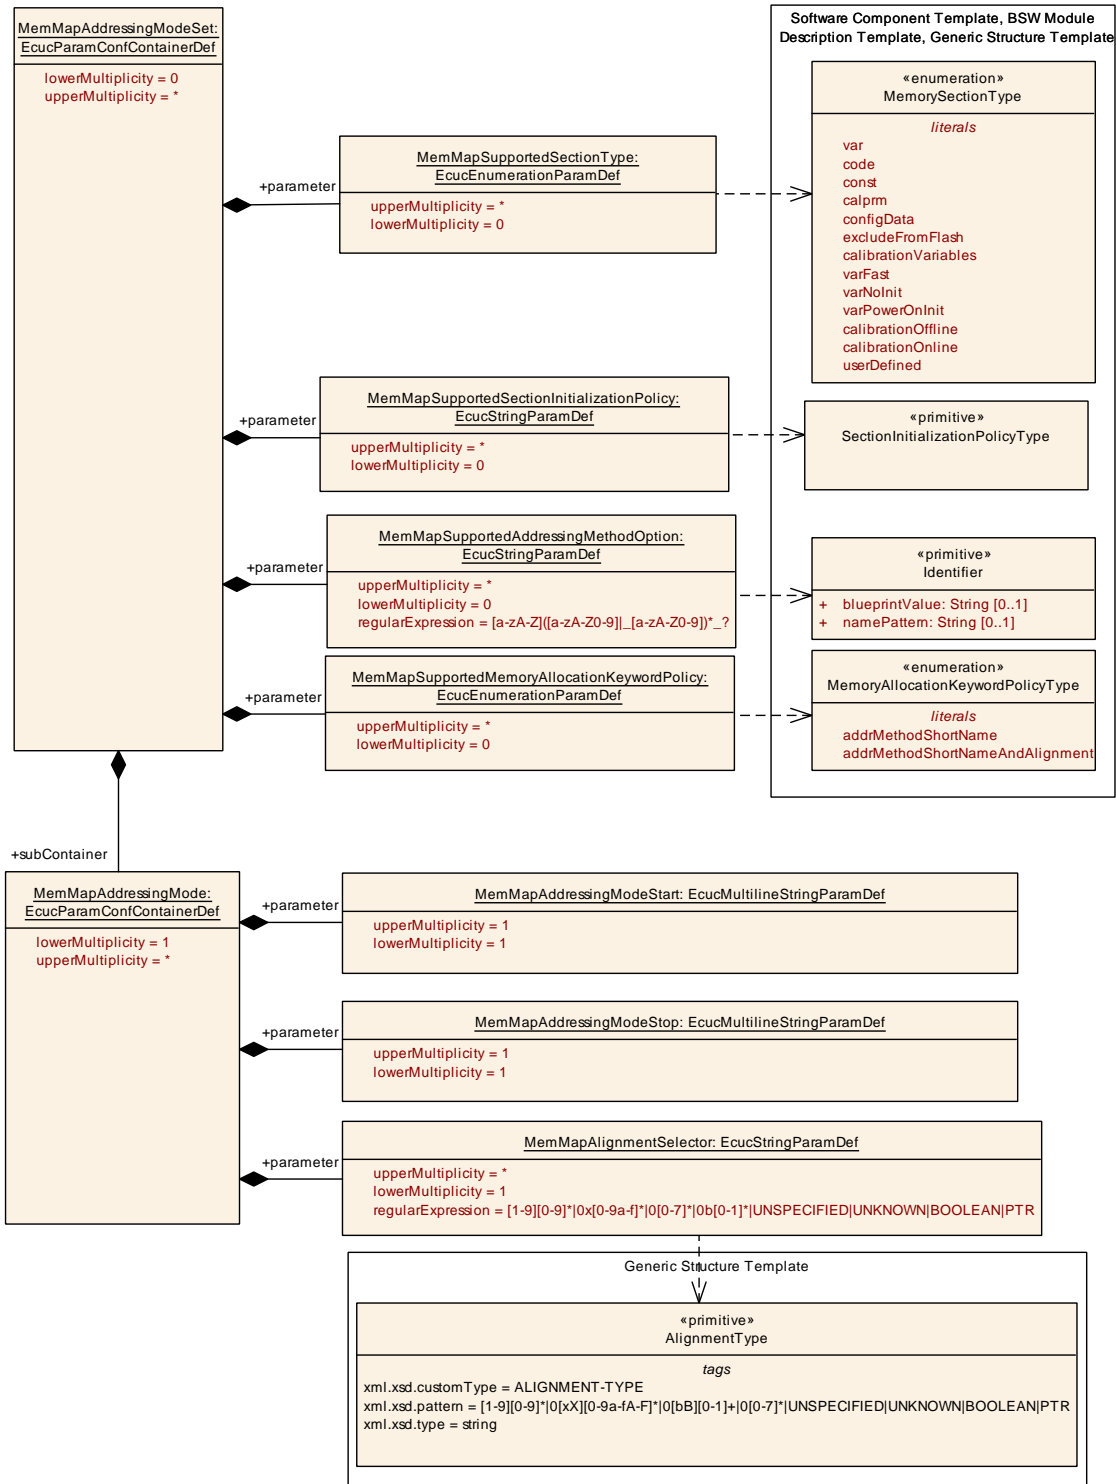 MemMapAddressingModeSet:
EcucParamConfContainerDef
lowerMultiplicity = 0
upperMultiplicity = *
Software Component Template, BSW Module
Description Template, Generic Structure Template
«enumeration»
MemorySectionType
literals
var
code
const
calprm
configData
excludeFromFlash
calibrationVariables
varFast
varNoInit
varPowerOnInit
calibrationOffline
calibrationOnline
userDefined
+parameter
MemMapSupportedSectionType:
EcucEnumerationParamDef
upperMultiplicity = *
lowerMultiplicity = 0
+parameter
MemMapSupportedSectionInitializationPolicy:
EcucStringParamDef
upperMultiplicity = *
lowerMultiplicity = 0
«primitive»
SectionInitializationPolicyType
+parameter
MemMapSupportedAddressingMethodOption:
EcucStringParamDef
upperMultiplicity = *
lowerMultiplicity = 0
regularExpression = [a-zA-Z]([a-zA-Z0-9]|_[a-zA-Z0-9])*_?
«primitive»
Identifier
+ blueprintValue: String [0..1]
+ namePattern: String [0..1]
+parameter
MemMapSupportedMemoryAllocationKeywordPolicy:
EcucEnumerationParamDef
upperMultiplicity = *
lowerMultiplicity = 0
«enumeration»
MemoryAllocationKeywordPolicyType
literals
addrMethodShortName
addrMethodShortNameAndAlignment
+subContainer
MemMapAddressingMode:
EcucParamConfContainerDef
lowerMultiplicity = 1
upperMultiplicity = *
+parameter
MemMapAddressingModeStart: EcucMultilineStringParamDef
upperMultiplicity = 1
lowerMultiplicity = 1
+parameter
MemMapAddressingModeStop: EcucMultilineStringParamDef
upperMultiplicity = 1
lowerMultiplicity = 1
+parameter
MemMapAlignmentSelector: EcucStringParamDef
upperMultiplicity = *
lowerMultiplicity = 1
regularExpression = [1-9][0-9]*|0x[0-9a-f]*|0[0-7]*|0b[0-1]*|UNSPECIFIED|UNKNOWN|BOOLEAN|PTR
Generic Structure Template
«primitive»
AlignmentType
tags
xml.xsd.customType = ALIGNMENT-TYPE
xml.xsd.pattern = [1-9][0-9]*|0[xX][0-9a-fA-F]*|0[bB][0-1]+|0[0-7]*|UNSPECIFIED|UNKNOWN|BOOLEAN|PTR
xml.xsd.type = string